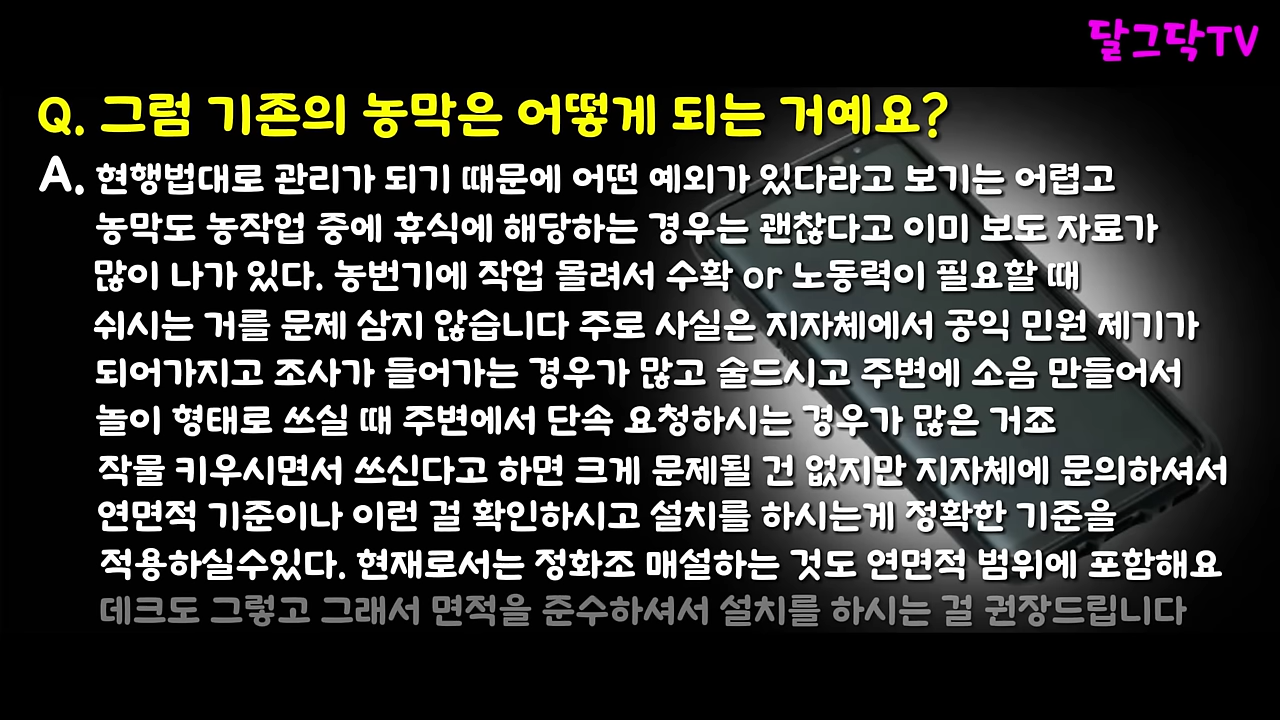 달그닥TV
Q. 그럼 기존의 농막은 어떻게 되는 거예요?
A. 현행법대로 관리가 되기 때문에 어떤 예외가 있다라고 보기는 어렵고
농막도 농작업 중에 휴식에 해당하는 경우는 괜찮다고 이미 보도 자료가
많이 나가 있다. 농번기에 작업 몰려서 수확 or 노동력이 필요할 때
쉬시는 거를 문제 삼지 않습니다 주로 사실은 지자체에서 공익 민원 제기가
되어가지고 조사가 들어가는 경우가 많고 술드시고 주변에 소음 만들어서
놀이 형태로 쓰실 때 주변에서 단속 요청하시는 경우가 많은 거죠
작물 키우시면서 쓰신다고 하면 크게 문제될 건 없지만 지자체에 문의하셔서
연면적 기준이나 이런 걸 확인하시고 설치를 하시는게 정확한 기준을
적용하실수있다. 현재로서는 정화조 매설하는 것도 연면적 범위에 포함해요
데크도 그렇고 그래서 면적을 준수하셔서 설치를 하시는 걸 권장드립니다